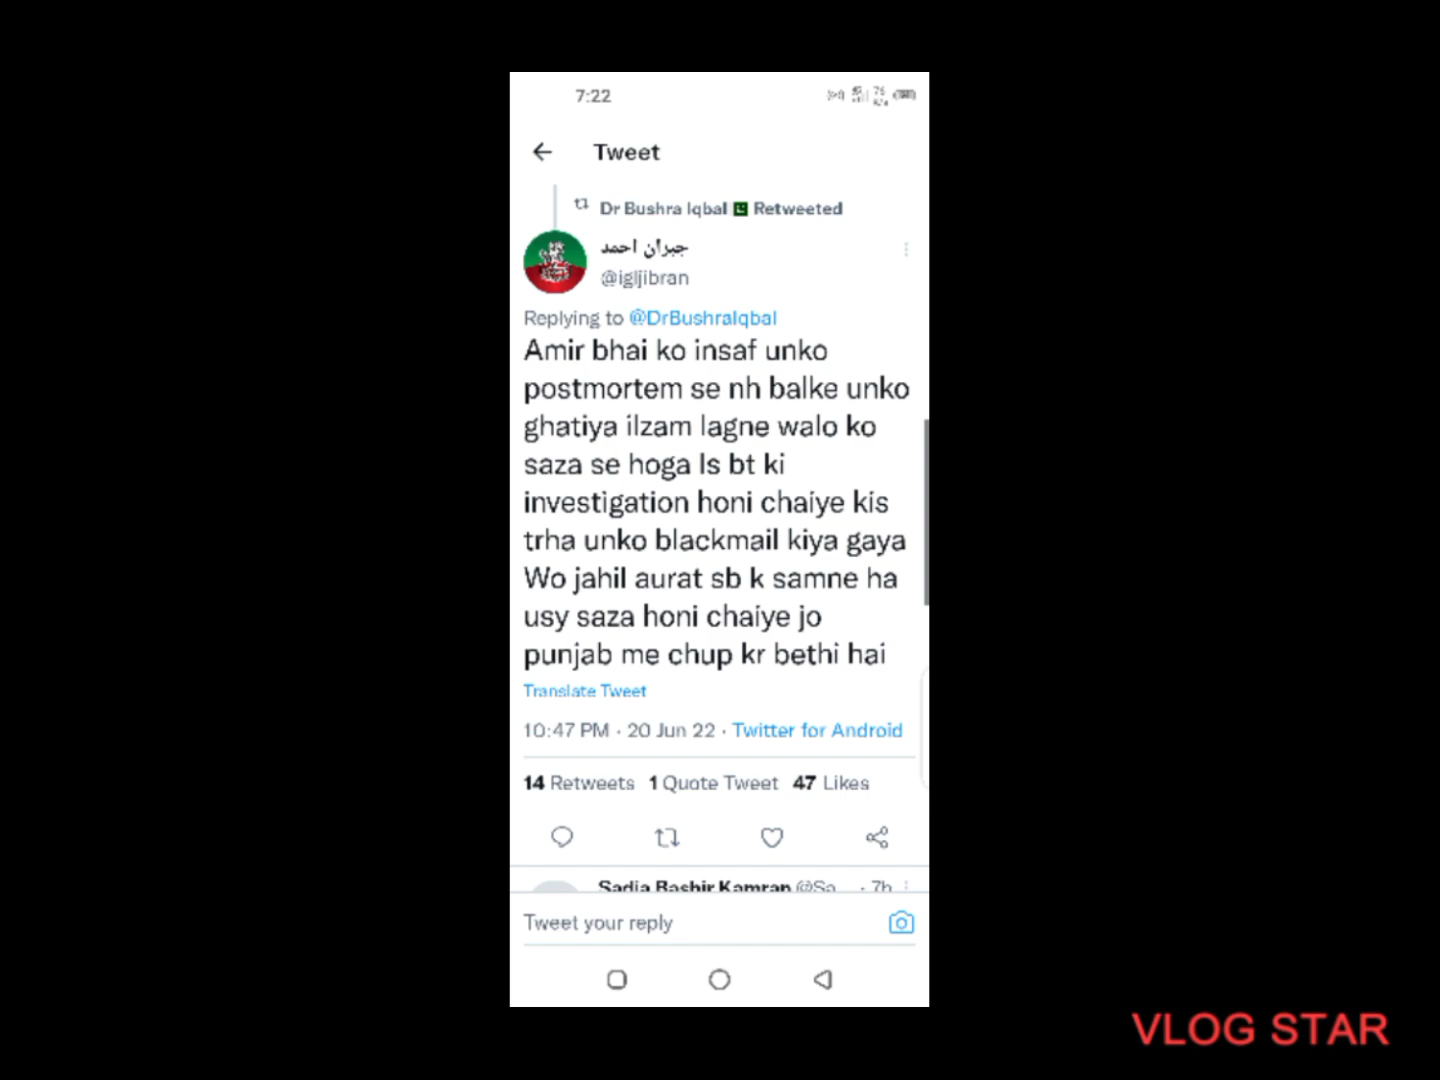 7:22
Tweet
Dr Bushra Iqbal Retweeted
جبران احمد
@igljibran
Replying to @DrBushraIqbal
Amir bhai ko insaf unko
postmortem se nh balke unko
ghatiya ilzam lagne walo ko
saza se hoga Is bt ki
investigation honi chaiye kis
trha unko blackmail kiya gaya
Wo jahil aurat sb k samne ha
usy saza honi chaiye jo
punjab me chup kr bethi hai
Translate Tweet
10:47 PM · 20 Jun 22 · Twitter for Android
14 Retweets 1 Quote Tweet 47 Likes
Sadia Bashir Kamran @Sa... · 7h
Tweet your reply
VLOG STAR